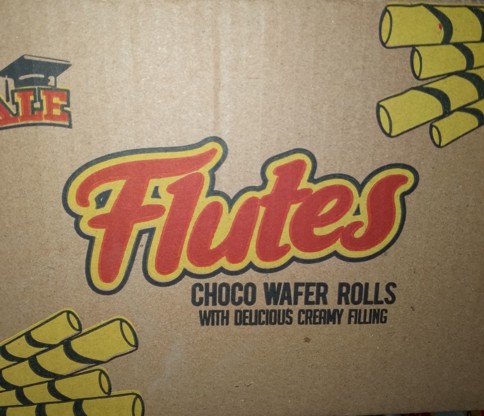 ALE
Flutes
CHOCO WAFER ROLLS
WITH DELICIOUS CREAMY FILLING